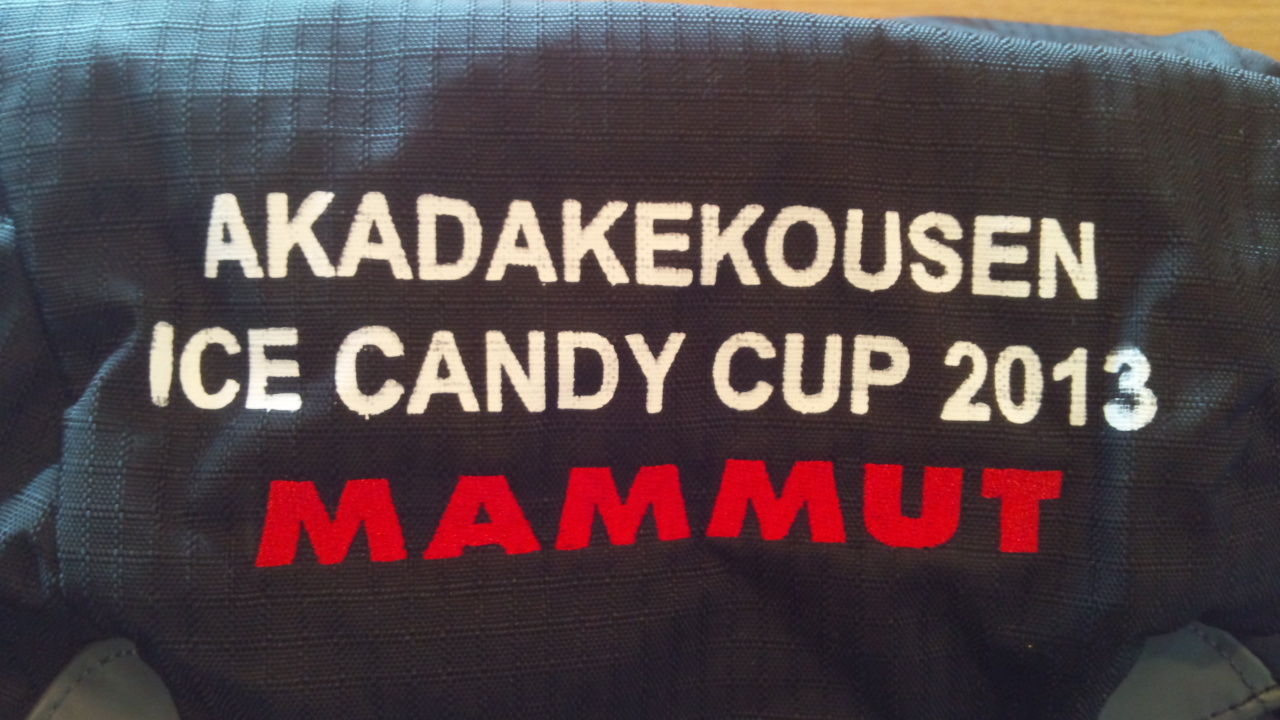 AKADAKEKOUSEN
ICE CANDY CUP 2013
MAMMUT